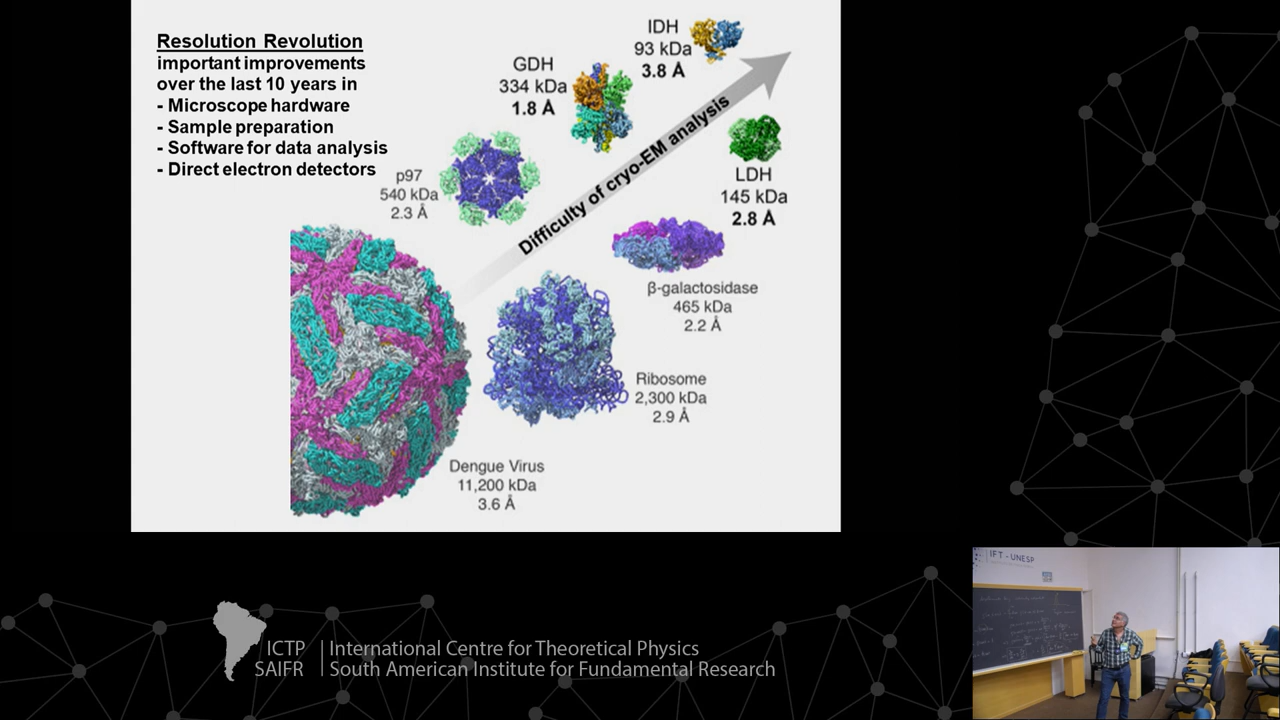 Resolution Revolution
important improvements
over the last 10 years in
- Microscope hardware
- Sample preparation
- Software for data analysis
- Direct electron detectors
IDH
93 kDa
3.8 Å
GDH
334 kDa
1.8 Å
p97
540 kDa
2.3 Å
Difficulty of cryo-EM analysis
LDH
145 kDa
2.8 Å
β-galactosidase
465 kDa
2.2 Å
Ribosome
2,300 kDa
2.9 Å
Dengue Virus
11,200 kDa
3.6 Å
IFT - UNESP
ICTP
SAIFR
International Centre for Theoretical Physics
South American Institute for Fundamental Research